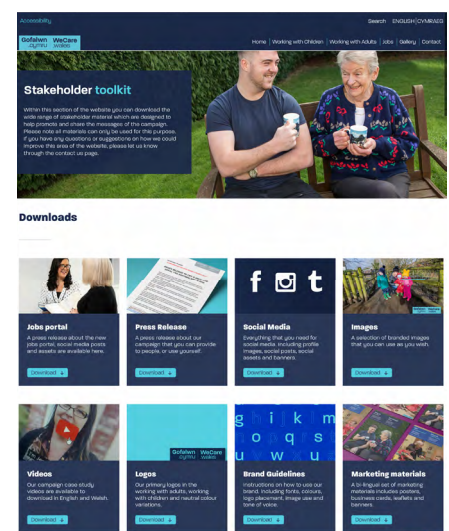 Accessibility
Search ENGLISH|CYMRAEG
Gofalwn WeCare
.cymru .wales
Home | Working with Children | Working with Adults | Jobs | Gallery | Contact
Stakeholder toolkit
Within this section of the website you can download the
wide range of stakeholder material which are designed to
help promote and share the messages of the campaign.
Please note all materials can only be used for this purpose.
If you have any questions or suggestions on how we could
improve this area of the website, please let us know
through the contact us page.
Downloads
Jobs portal
A press release about the new
jobs portal, social media posts
and assets are available here.
Download
Press Release
A press release about our
campaign that you can provide
to people, or use yourself.
Download
f t
Social Media
Everything that you need for
social media. Including profile
images, social posts, social
assets and banners.
Download
Images
A selection of branded images
that you can use as you wish.
Download
Videos
Our campaign case study
videos are available to
download in English and Welsh.
Download
Gofalwn WeCare
.cymru .wales
Logos
Our primary logos in the
working with adults, working
with children and neutral colour
variations.
Download
g h i j k l m
n o p q r s
u v w x
Brand Guidelines
Instructions on how to use our
brand. Including fonts, colours,
logo placement, image use and
tone of voice.
Download
Marketing materials
A bi-lingual set of marketing
materials includes posters,
business cards, leaflets and
banners.
Download